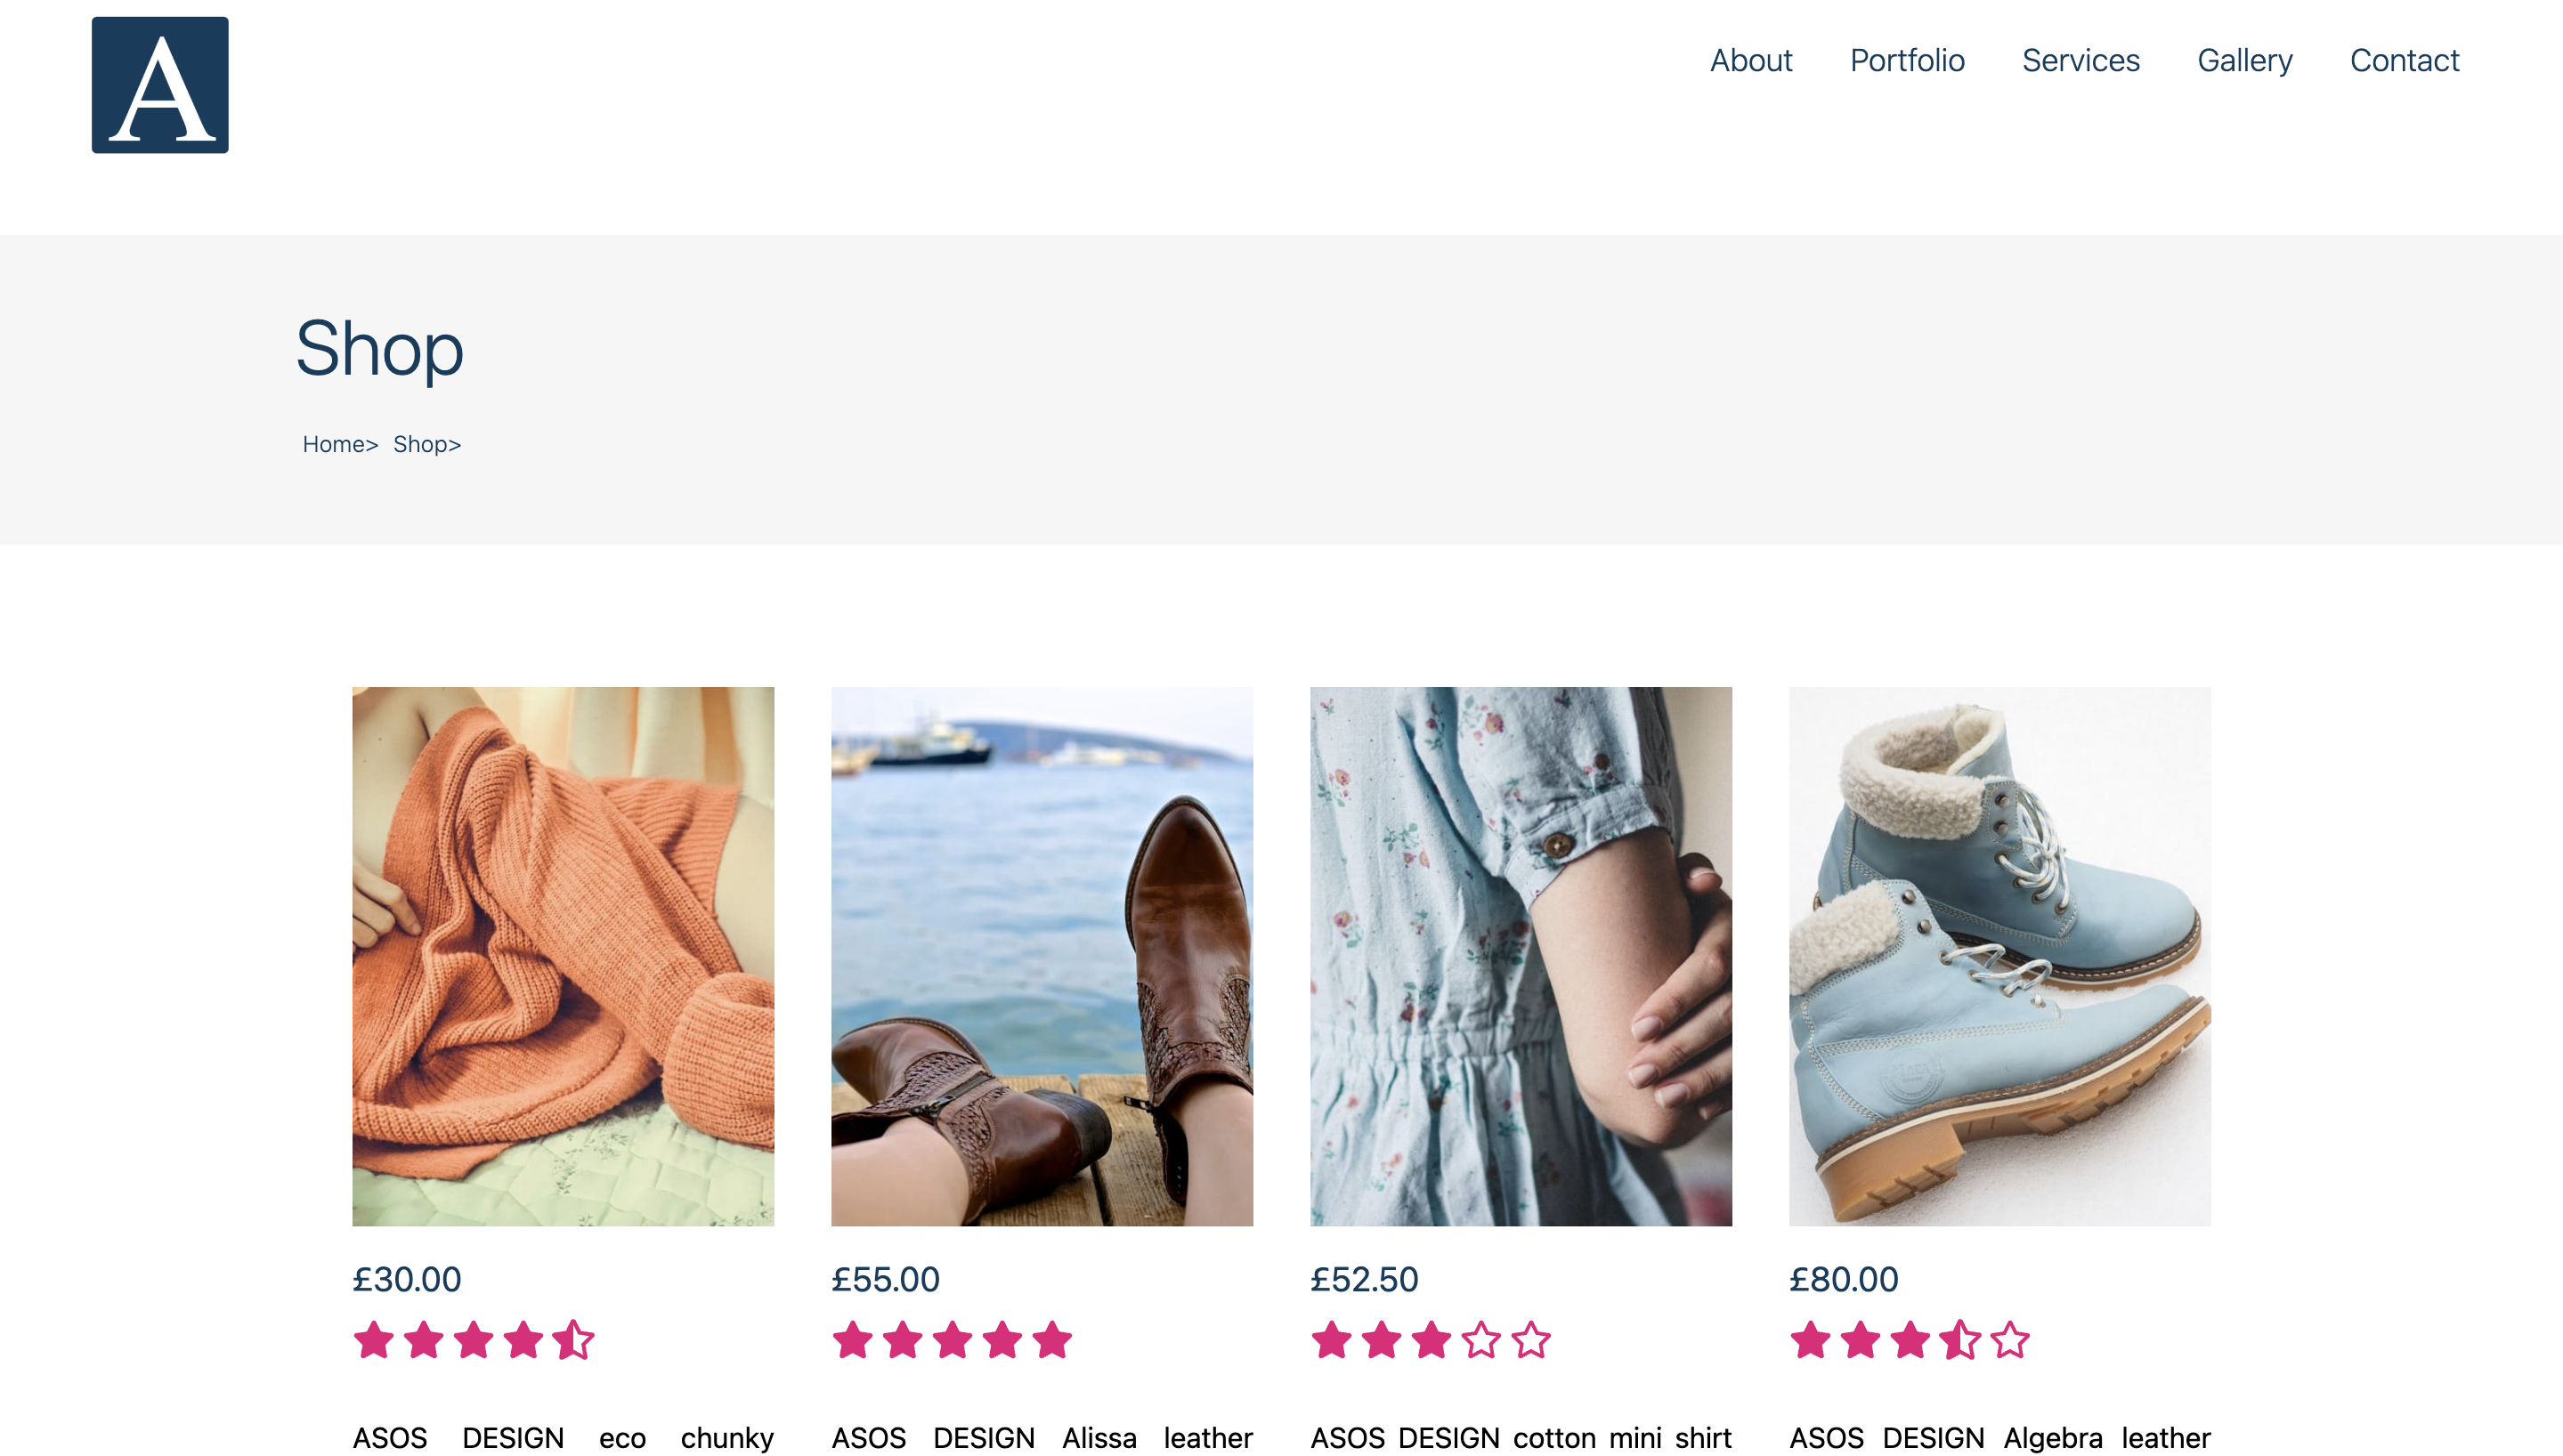 A
About Portfolio Services Gallery Contact
Shop
Home> Shop>
£30.00 £55.00 £52.50 £80.00
ASOS DESIGN eco chunky ASOS DESIGN Alissa leather ASOS DESIGN cotton mini shirt ASOS DESIGN Algebra leather